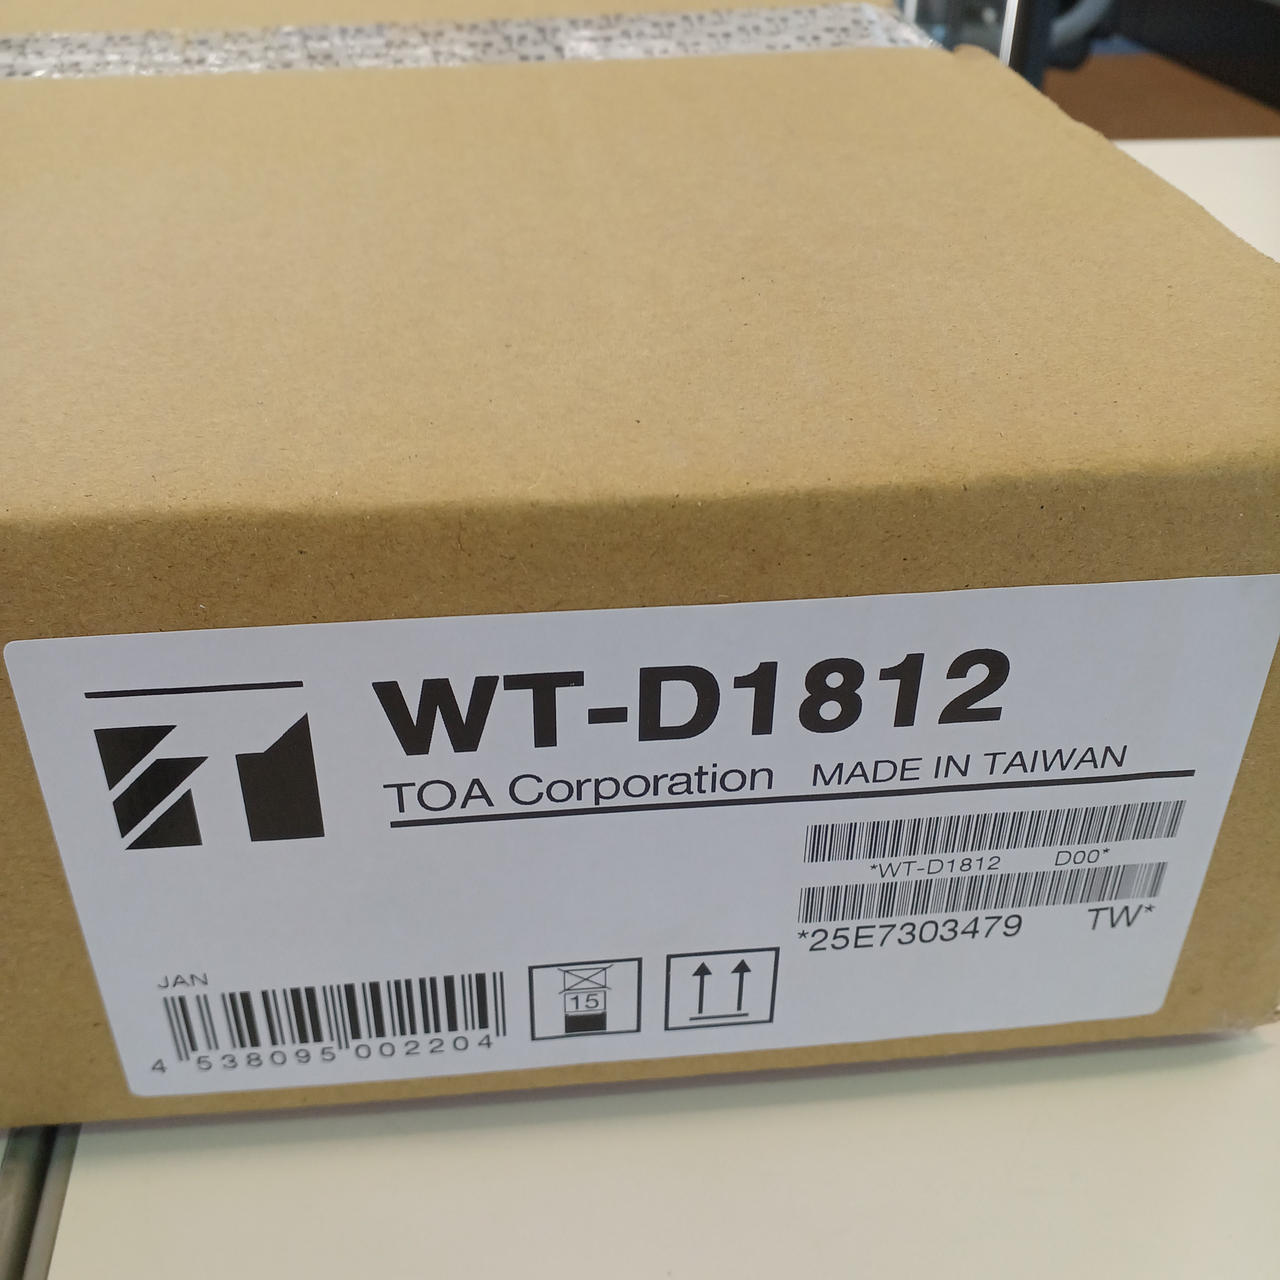 WT-D1812
TOA Corporation MADE IN TAIWAN
*WT-D1812 D00*
*25E7303479 TW*
JAN
4 538095 002204
15